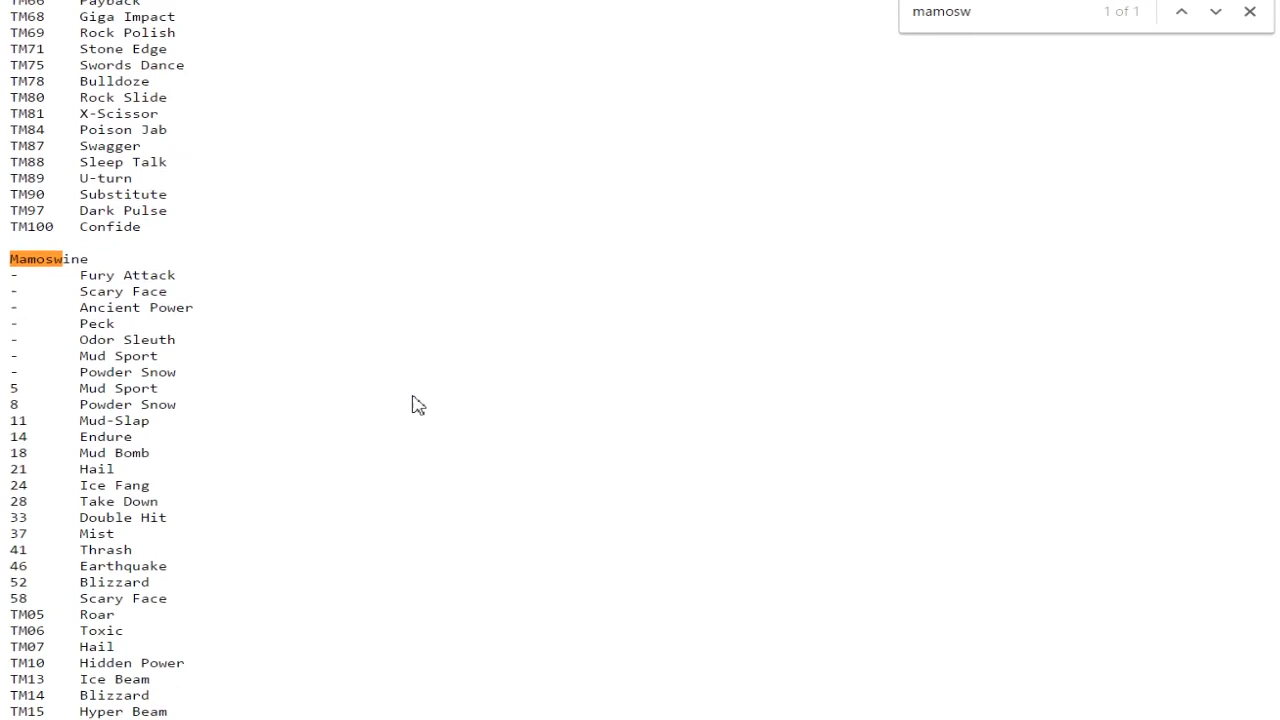 TM66 Payback
mamosw 1 of 1
TM68 Giga Impact
TM69 Rock Polish
TM71 Stone Edge
TM75 Swords Dance
TM78 Bulldoze
TM80 Rock Slide
TM81 X-Scissor
TM84 Poison Jab
TM87 Swagger
TM88 Sleep Talk
TM89 U-turn
TM90 Substitute
TM97 Dark Pulse
TM100 Confide
Mamoswine
- Fury Attack
- Scary Face
- Ancient Power
- Peck
- Odor Sleuth
- Mud Sport
- Powder Snow
5 Mud Sport
8 Powder Snow
11 Mud-Slap
14 Endure
18 Mud Bomb
21 Hail
24 Ice Fang
28 Take Down
33 Double Hit
37 Mist
41 Thrash
46 Earthquake
52 Blizzard
58 Scary Face
TM05 Roar
TM06 Toxic
TM07 Hail
TM10 Hidden Power
TM13 Ice Beam
TM14 Blizzard
TM15 Hyper Beam